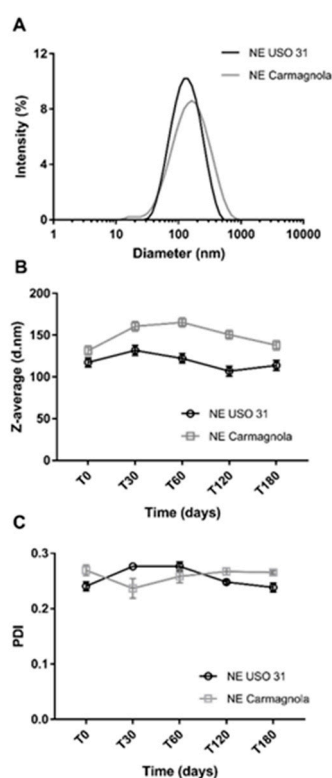 A
NE USO 31
NE Carmagnola
12
8
4
0
Intensity (%)
1 10 100 1000 10000
Diameter (nm)
B
200
150
100
50
0
Z-average (d.nm)
NE USO 31
NE Carmagnola
T0 T30 T60 T120 T180
Time (days)
C
0.3
0.2
0.1
0.0
PDI
NE USO 31
NE Carmagnola
T0 T30 T60 T120 T180
Time (days)